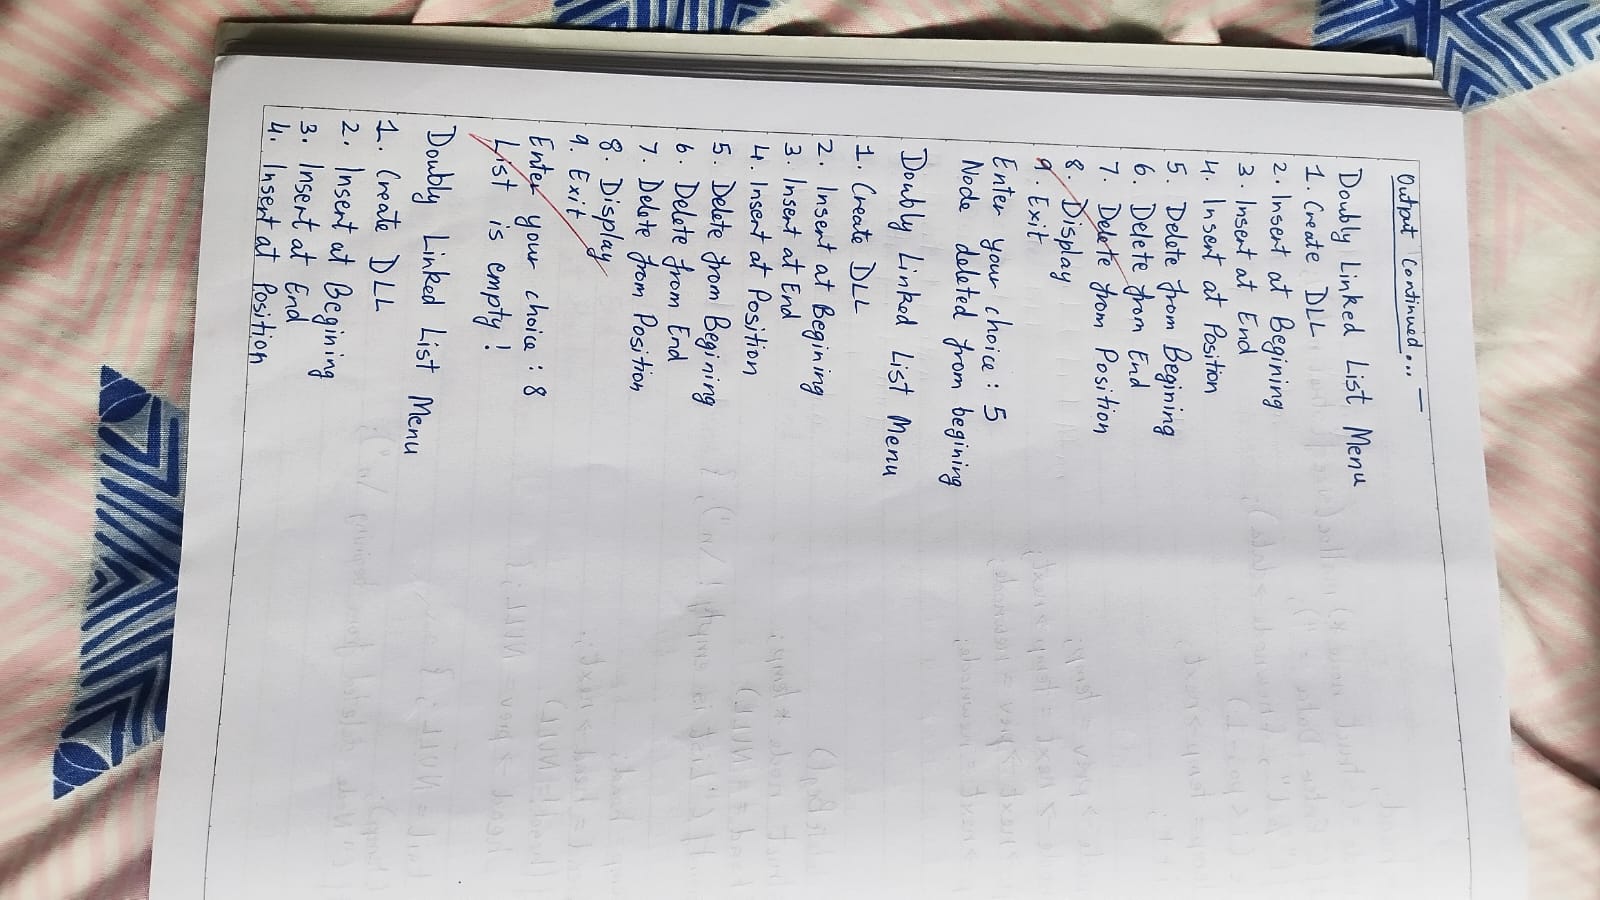 Output Continued...
Doubly Linked List Menu
1. Create DLL
2. Insert at Begining
3. Insert at End
4. Insert at Position
5. Delete from Begining
6. Delete from End
7. Delete from Position
8. Display
9. Exit
Enter your choice : 5
Node deleted from begining
Doubly Linked List Menu
1. Create DLL
2. Insert at Begining
3. Insert at End
4. Insert at Position
5. Delete from Begining
6. Delete from End
7. Delete from Position
8. Display
9. Exit
Enter your choice : 8
List is empty!
Doubly Linked List Menu
1. Create DLL
2. Insert at Begining
3. Insert at End
4. Insert at Position